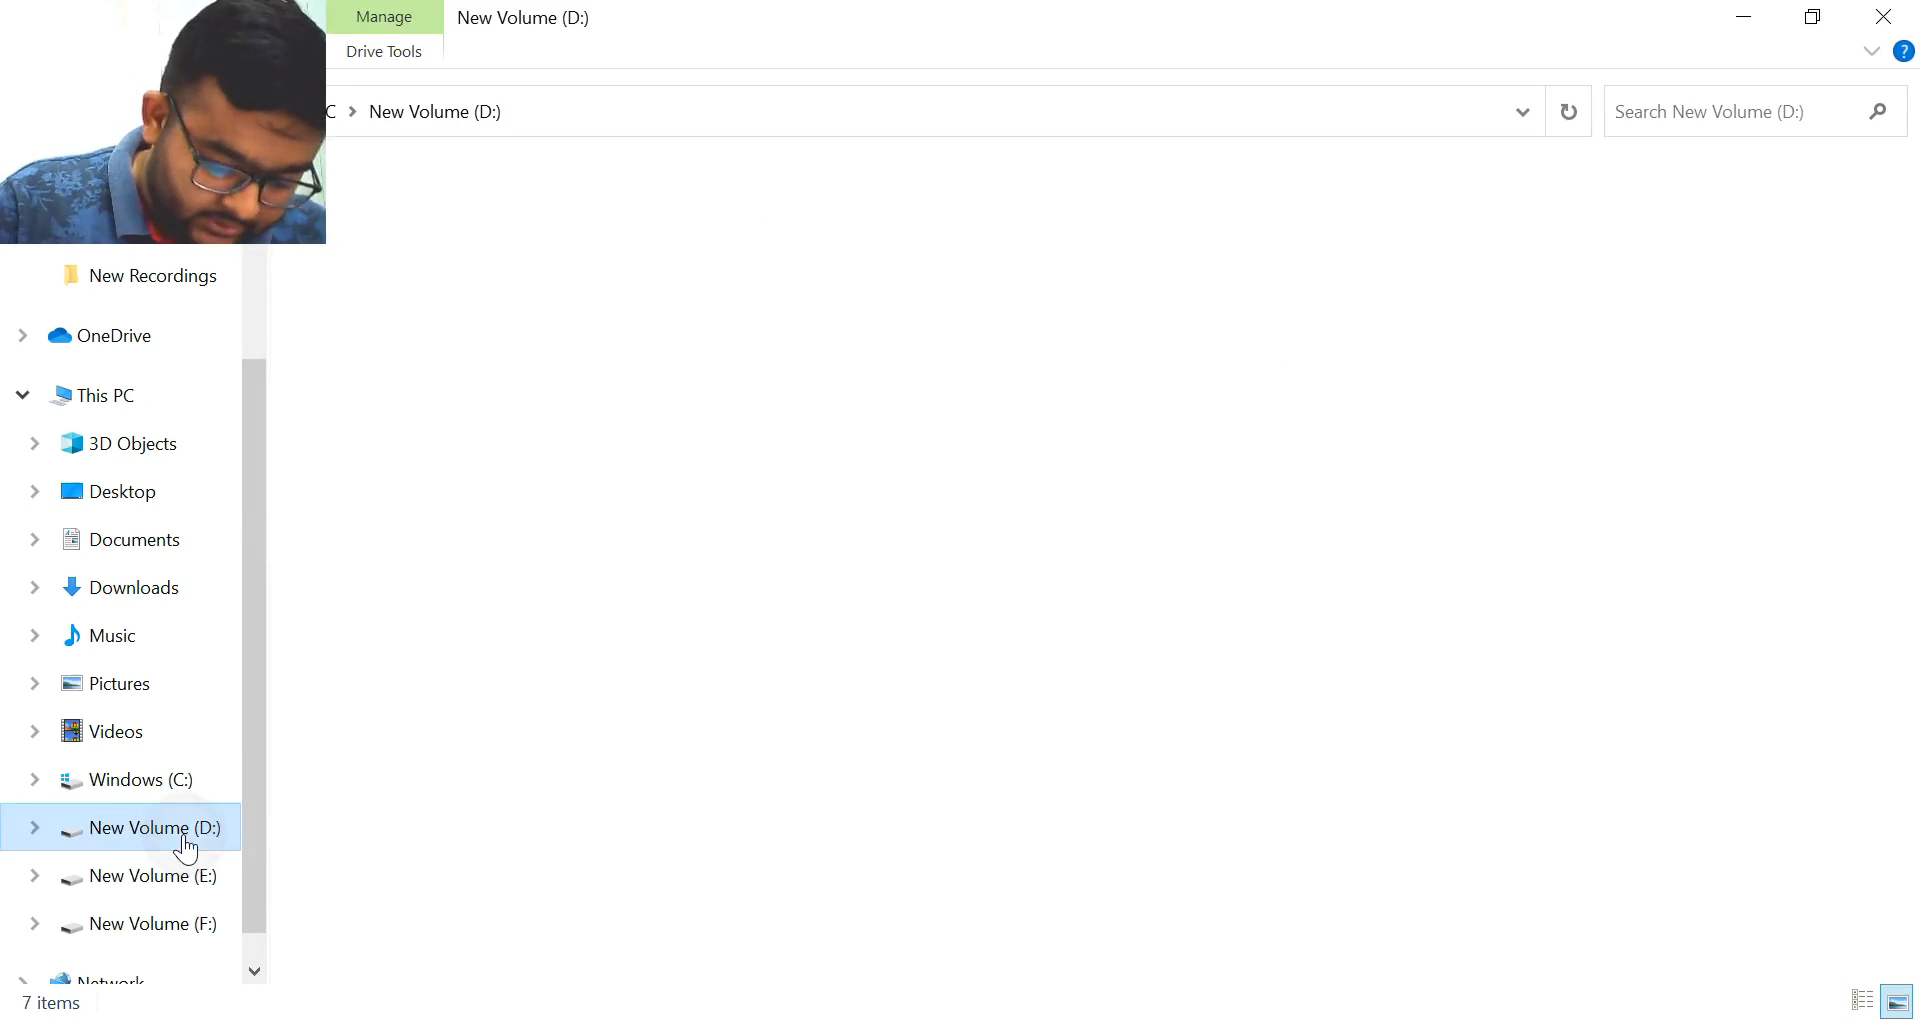 Manage
New Volume (D:)
Drive Tools
?
C > New Volume (D:)
Search New Volume (D:)
New Recordings
OneDrive
This PC
3D Objects
Desktop
Documents
Downloads
Music
Pictures
Videos
Windows (C:)
New Volume (D:)
New Volume (E:)
New Volume (F:)
Network
7 items